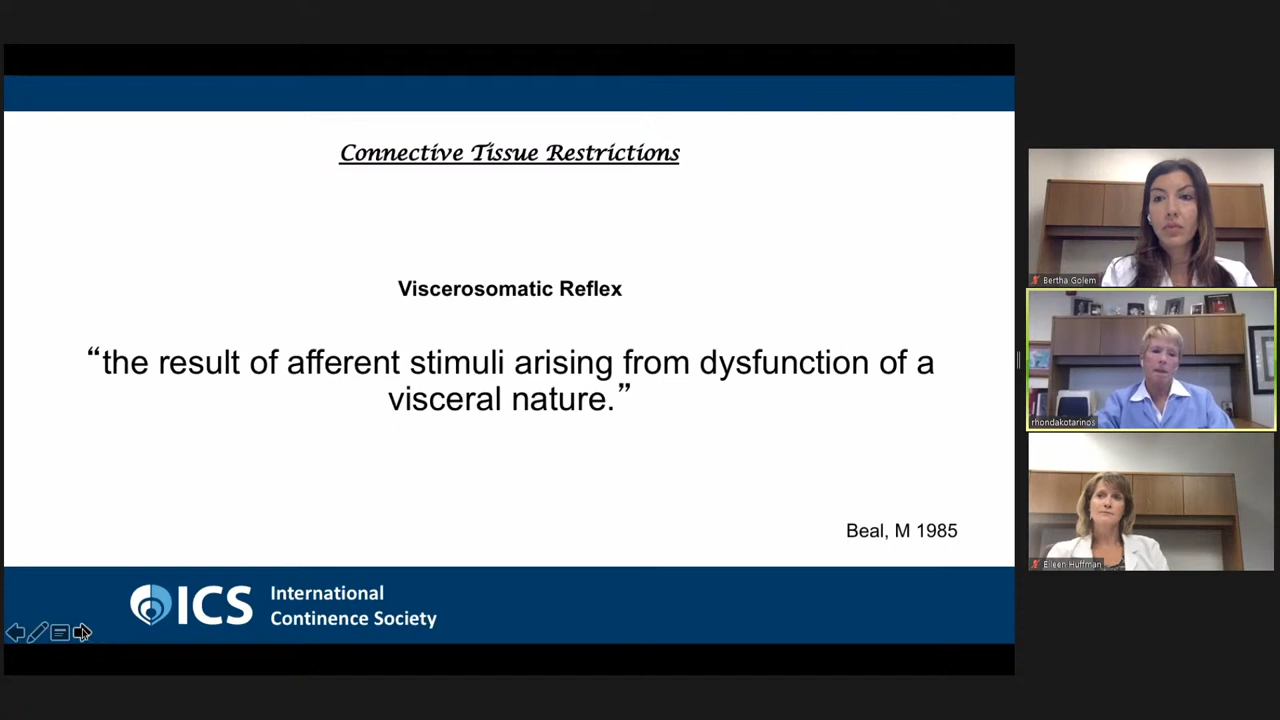 Connective Tissue Restrictions
Viscerosomatic Reflex
“the result of afferent stimuli arising from dysfunction of a
visceral nature.”
Beal, M 1985
ICS
International
Continence Society
Bertha Golem
rhondakotarinos
Eileen Huffman